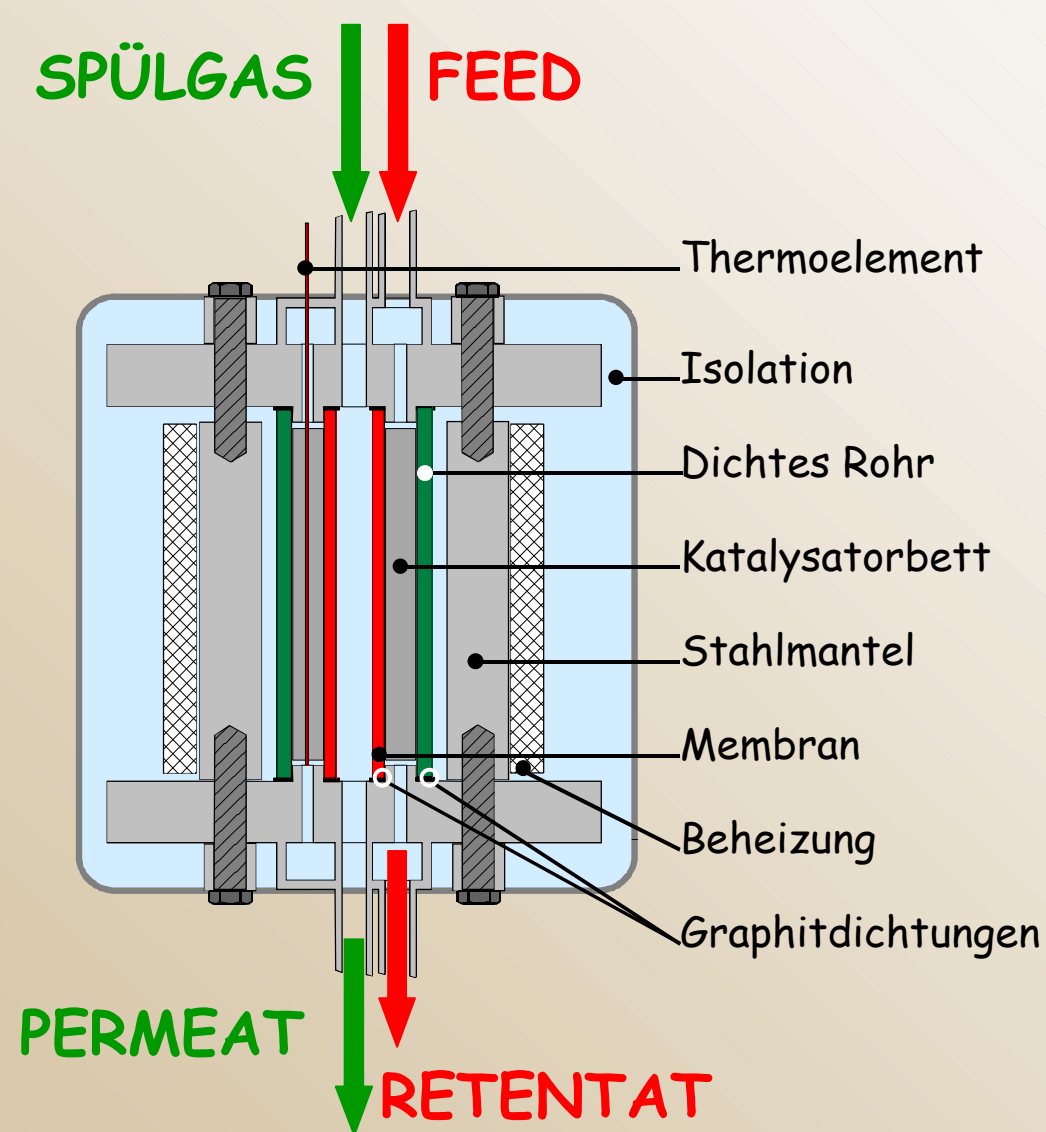 SPÜLGAS
FEED
Thermoelement
Isolation
Dichtes Rohr
Katalysatorbett
Stahlmantel
Membran
Beheizung
Graphitdichtungen
PERMEAT
RETENTAT